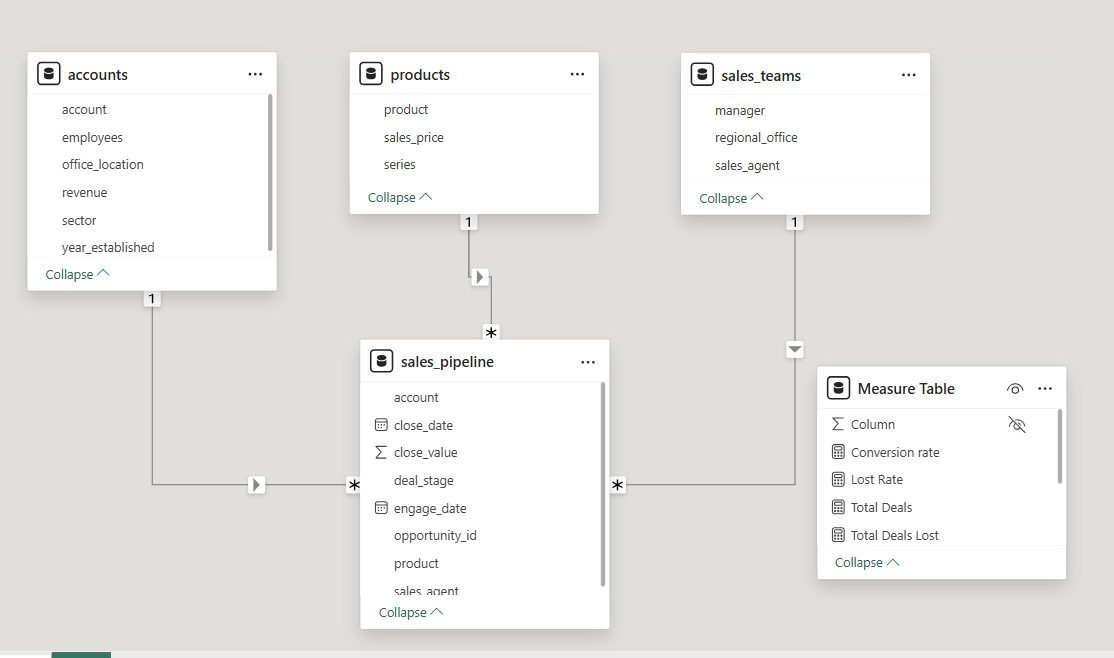 accounts
account
employees
office_location
revenue
sector
year_established
Collapse
1
products
product
sales_price
series
Collapse
1
sales_teams
manager
regional_office
sales_agent
Collapse
1
*
sales_pipeline
account
close_date
close_value
deal_stage
engage_date
opportunity_id
product
sales_agent
Collapse
*
*
Measure Table
Column
Conversion rate
Lost Rate
Total Deals
Total Deals Lost
Collapse